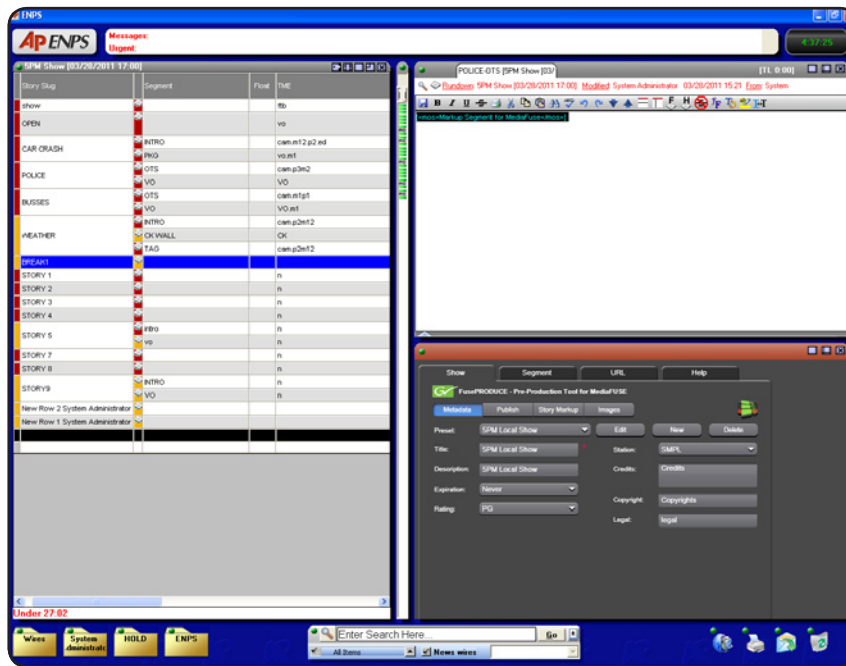 ENPS
AP ENPS
Messages:
Urgent:
4:37:25
5PM Show [03/28/2011 17:00]
Story Slug Segment Float TME
show ftb
OPEN vo
CAR-CRASH INTRO cam.m12.p2.ed
PKG vo.m1
POLICE OTS cam.p3m2
VO VO
BUSSES OTS cam.m1p1
VO VO.m1
WEATHER INTRO cam.p2m12
CK WALL CK
TAG cam.p2m12
BREAK1
STORY 1 n
STORY 2 n
STORY 3 n
STORY 4 n
STORY 5 intro n
vo n
STORY 7 n
STORY 8 n
STORY9 INTRO n
VO n
New Row 2 System Administrator
New Row 1 System Administrator
Under 27:02
POLICE-OTS [5PM Show [03/ [TL 0:00]
Rundown: 5PM Show [03/28/2011 17:00] Modified: System Administrator 03/28/2011 15:21 From: System
B I U
<mos>Markup Segment for MediaFuse</mos>
Show Segment URL Help
FusePRODUCE - Pre-Production Tool for MediaFUSE
Metadata Publish Story Markup Images
Preset: 5PM Local Show Edit New Delete
Title: 5PM Local Show * Station: SMPL
Description: 5PM Local Show Credits: Credits
Expiration: Never
Copyright: Copyrights
Rating: PG
Legal: legal
Wires
System
dministrato
HOLD
ENPS
Enter Search Here... Go
All Items News wires